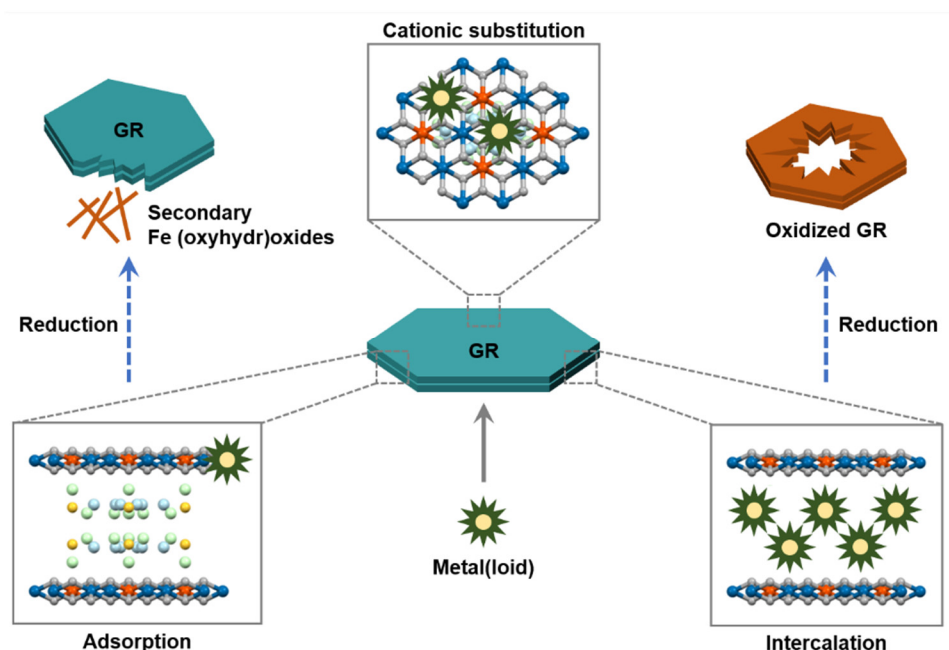 Cationic substitution
GR
Secondary
Fe (oxyhydr)oxides
Oxidized GR
Reduction
Reduction
GR
Metal(loid)
Adsorption
Intercalation